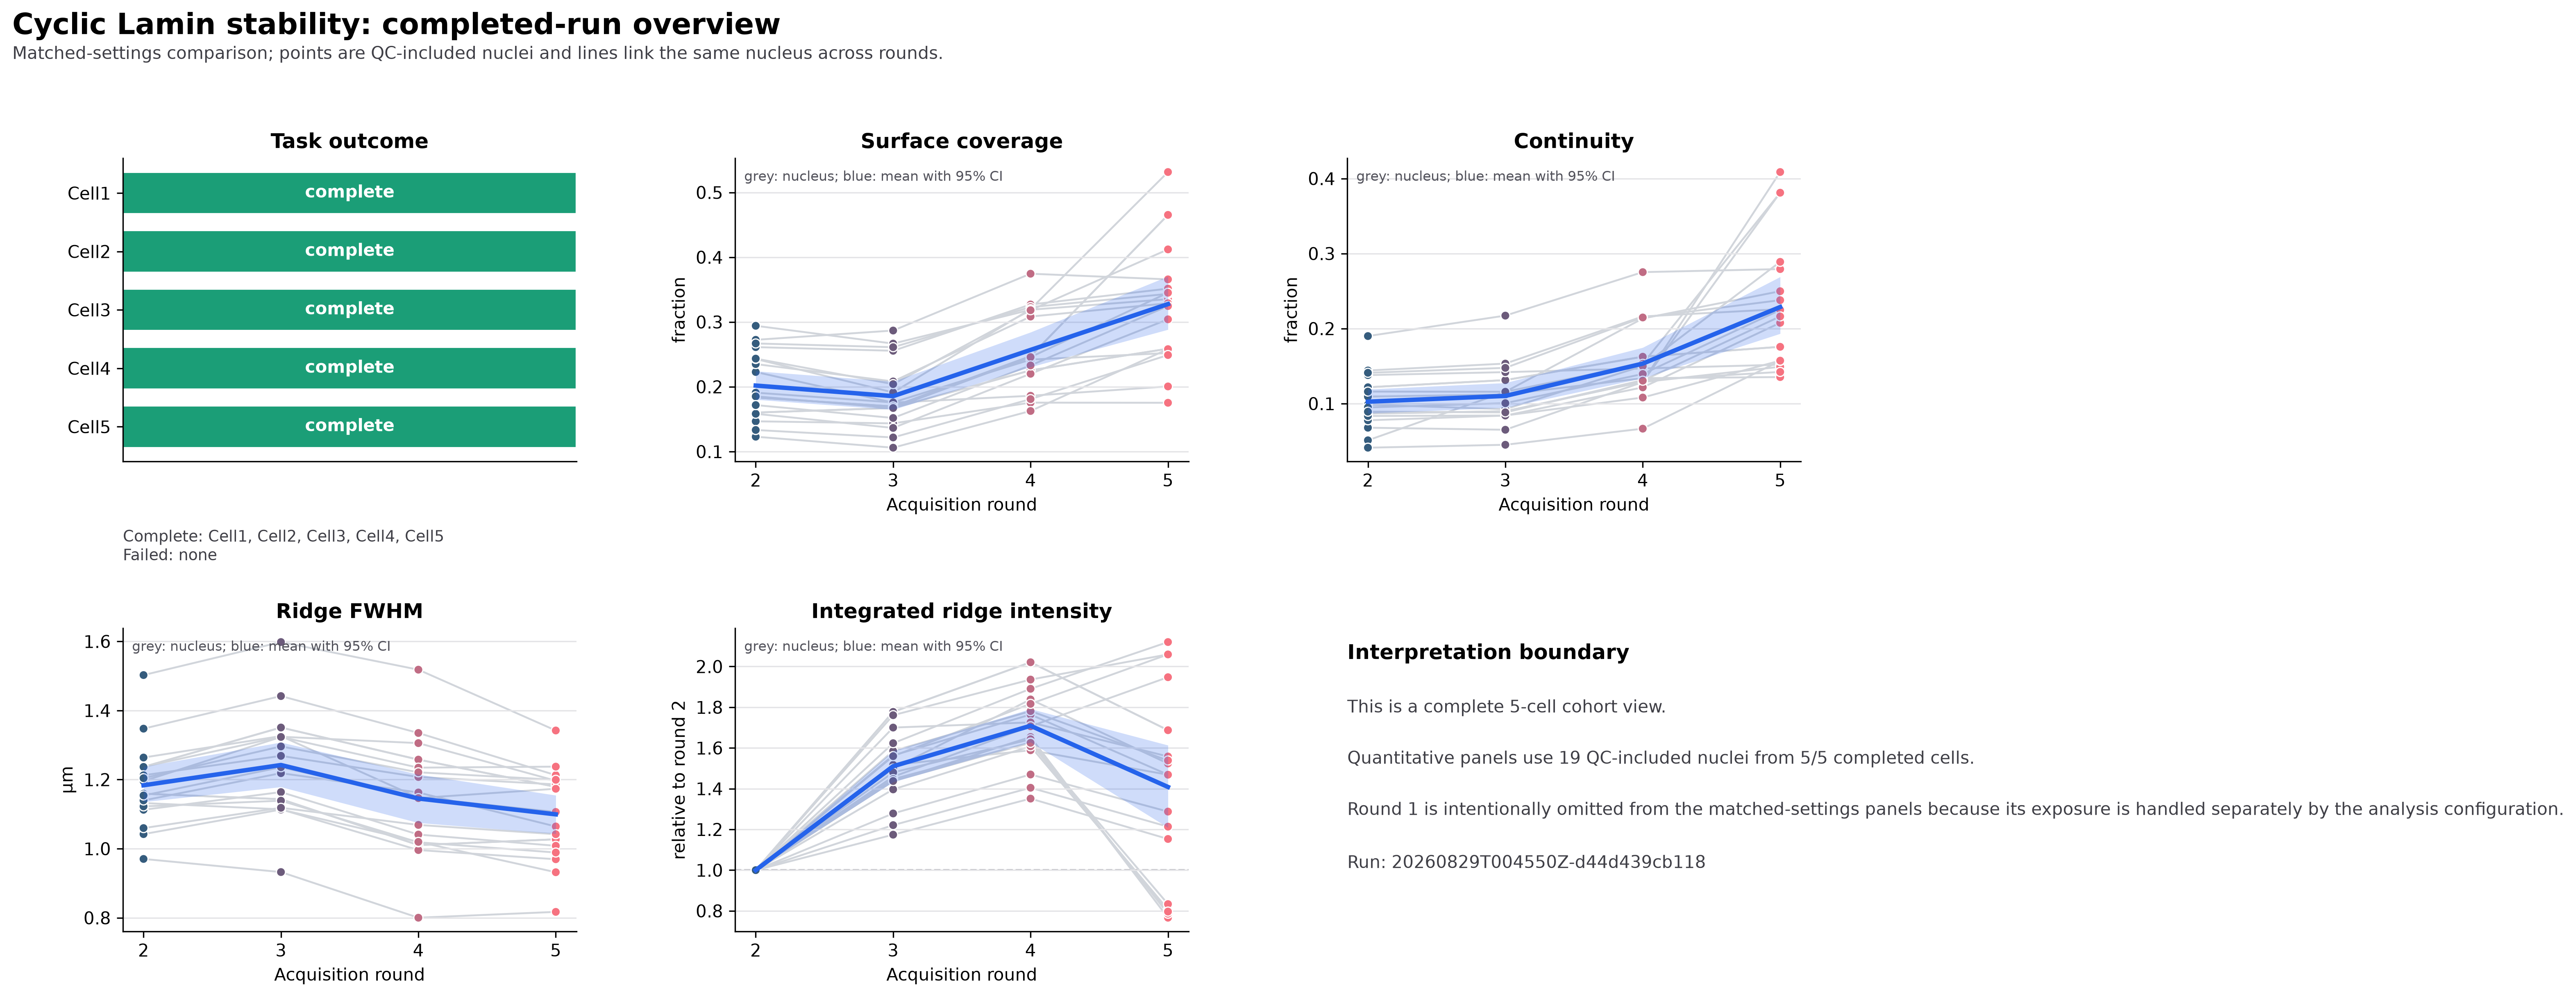 Cyclic Lamin stability: completed-run overview
Matched-settings comparison; points are QC-included nuclei and lines link the same nucleus across rounds.
Task outcome
Cell1
complete
Cell2
complete
Cell3
complete
Cell4
complete
Cell5
complete
Complete: Cell1, Cell2, Cell3, Cell4, Cell5
Failed: none
Surface coverage
grey: nucleus; blue: mean with 95% CI
fraction
0.5
0.4
0.3
0.2
0.1
2 3 4 5
Acquisition round
Continuity
grey: nucleus; blue: mean with 95% CI
fraction
0.4
0.3
0.2
0.1
2 3 4 5
Acquisition round
Ridge FWHM
grey: nucleus; blue: mean with 95% CI
µm
1.6
1.4
1.2
1.0
0.8
2 3 4 5
Acquisition round
Integrated ridge intensity
grey: nucleus; blue: mean with 95% CI
relative to round 2
2.0
1.8
1.6
1.4
1.2
1.0
0.8
2 3 4 5
Acquisition round
Interpretation boundary
This is a complete 5-cell cohort view.
Quantitative panels use 19 QC-included nuclei from 5/5 completed cells.
Round 1 is intentionally omitted from the matched-settings panels because its exposure is handled separately by the analysis configuration.
Run: 20260829T004550Z-d44d439cb118